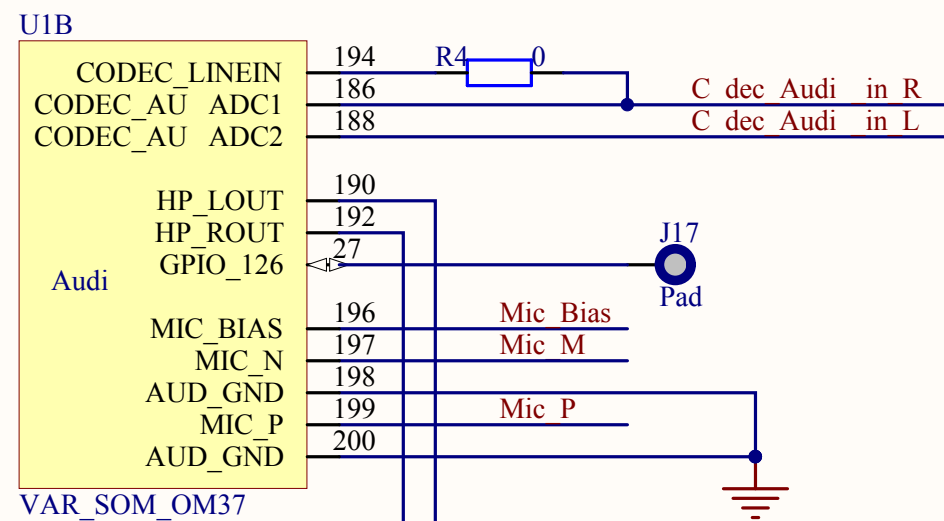 U1B
CODEC_LINEIN 194 R4 0
CODEC_AU ADC1 186 C dec Audi in R
CODEC_AU ADC2 188 C dec Audi in L
HP_LOUT 190
HP_ROUT 192
GPIO_126 27 J17
Audi
Pad
MIC_BIAS 196 Mic Bias
MIC_N 197 Mic M
AUD_GND 198
MIC_P 199 Mic P
AUD_GND 200
VAR_SOM_OM37